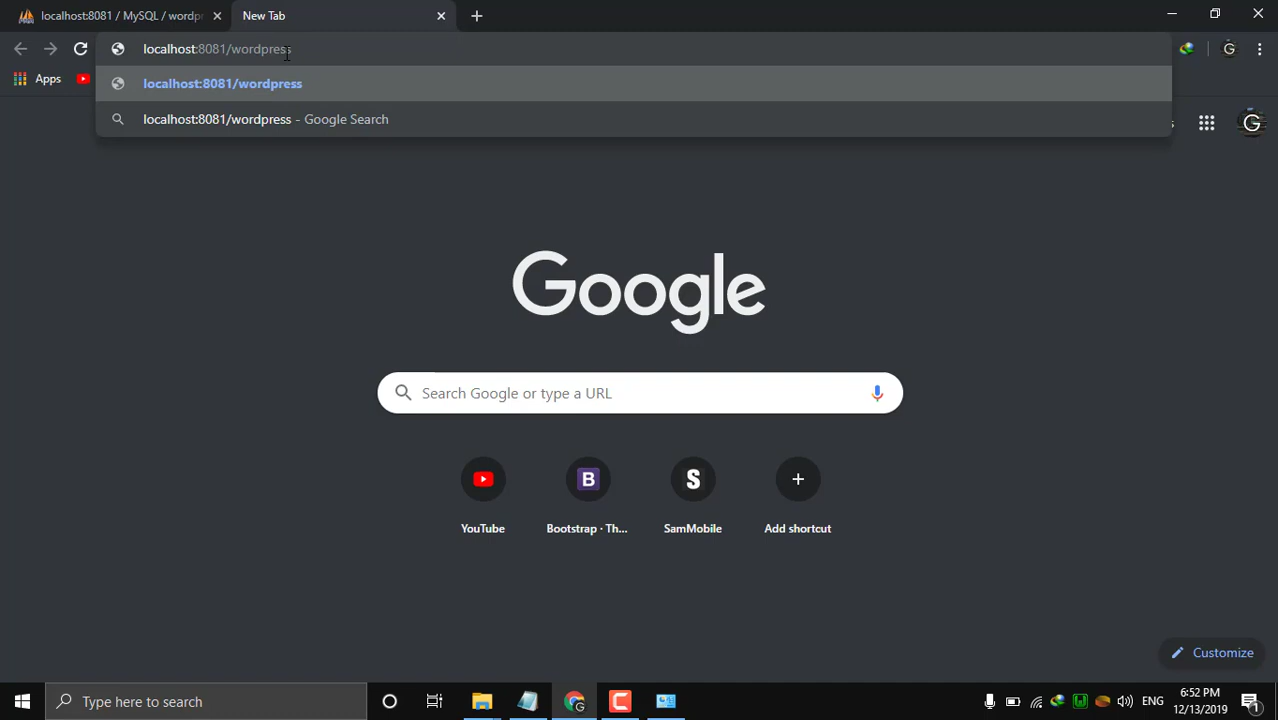 localhost:8081 / MySQL / wordpr
New Tab
localhost:8081/wordpress
Apps
localhost:8081/wordpress
localhost:8081/wordpress - Google Search
G
Google
Search Google or type a URL
B
S
YouTube
Bootstrap · Th...
SamMobile
Add shortcut
Customize
Type here to search
ENG
6:52 PM
12/13/2019
1